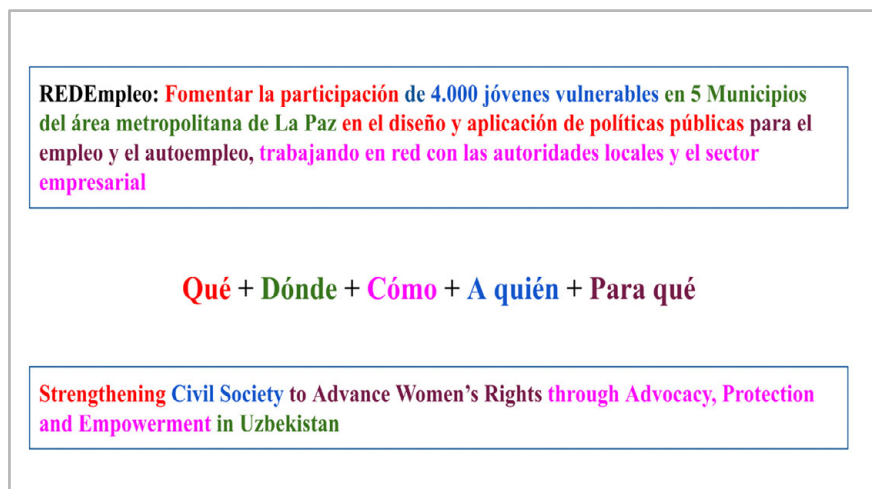 REDEmpleo: Fomentar la participación de 4.000 jóvenes vulnerables en 5 Municipios
del área metropolitana de La Paz en el diseño y aplicación de políticas públicas para el
empleo y el autoempleo, trabajando en red con las autoridades locales y el sector
empresarial
Qué + Dónde + Cómo + A quién + Para qué
Strengthening Civil Society to Advance Women’s Rights through Advocacy, Protection
and Empowerment in Uzbekistan